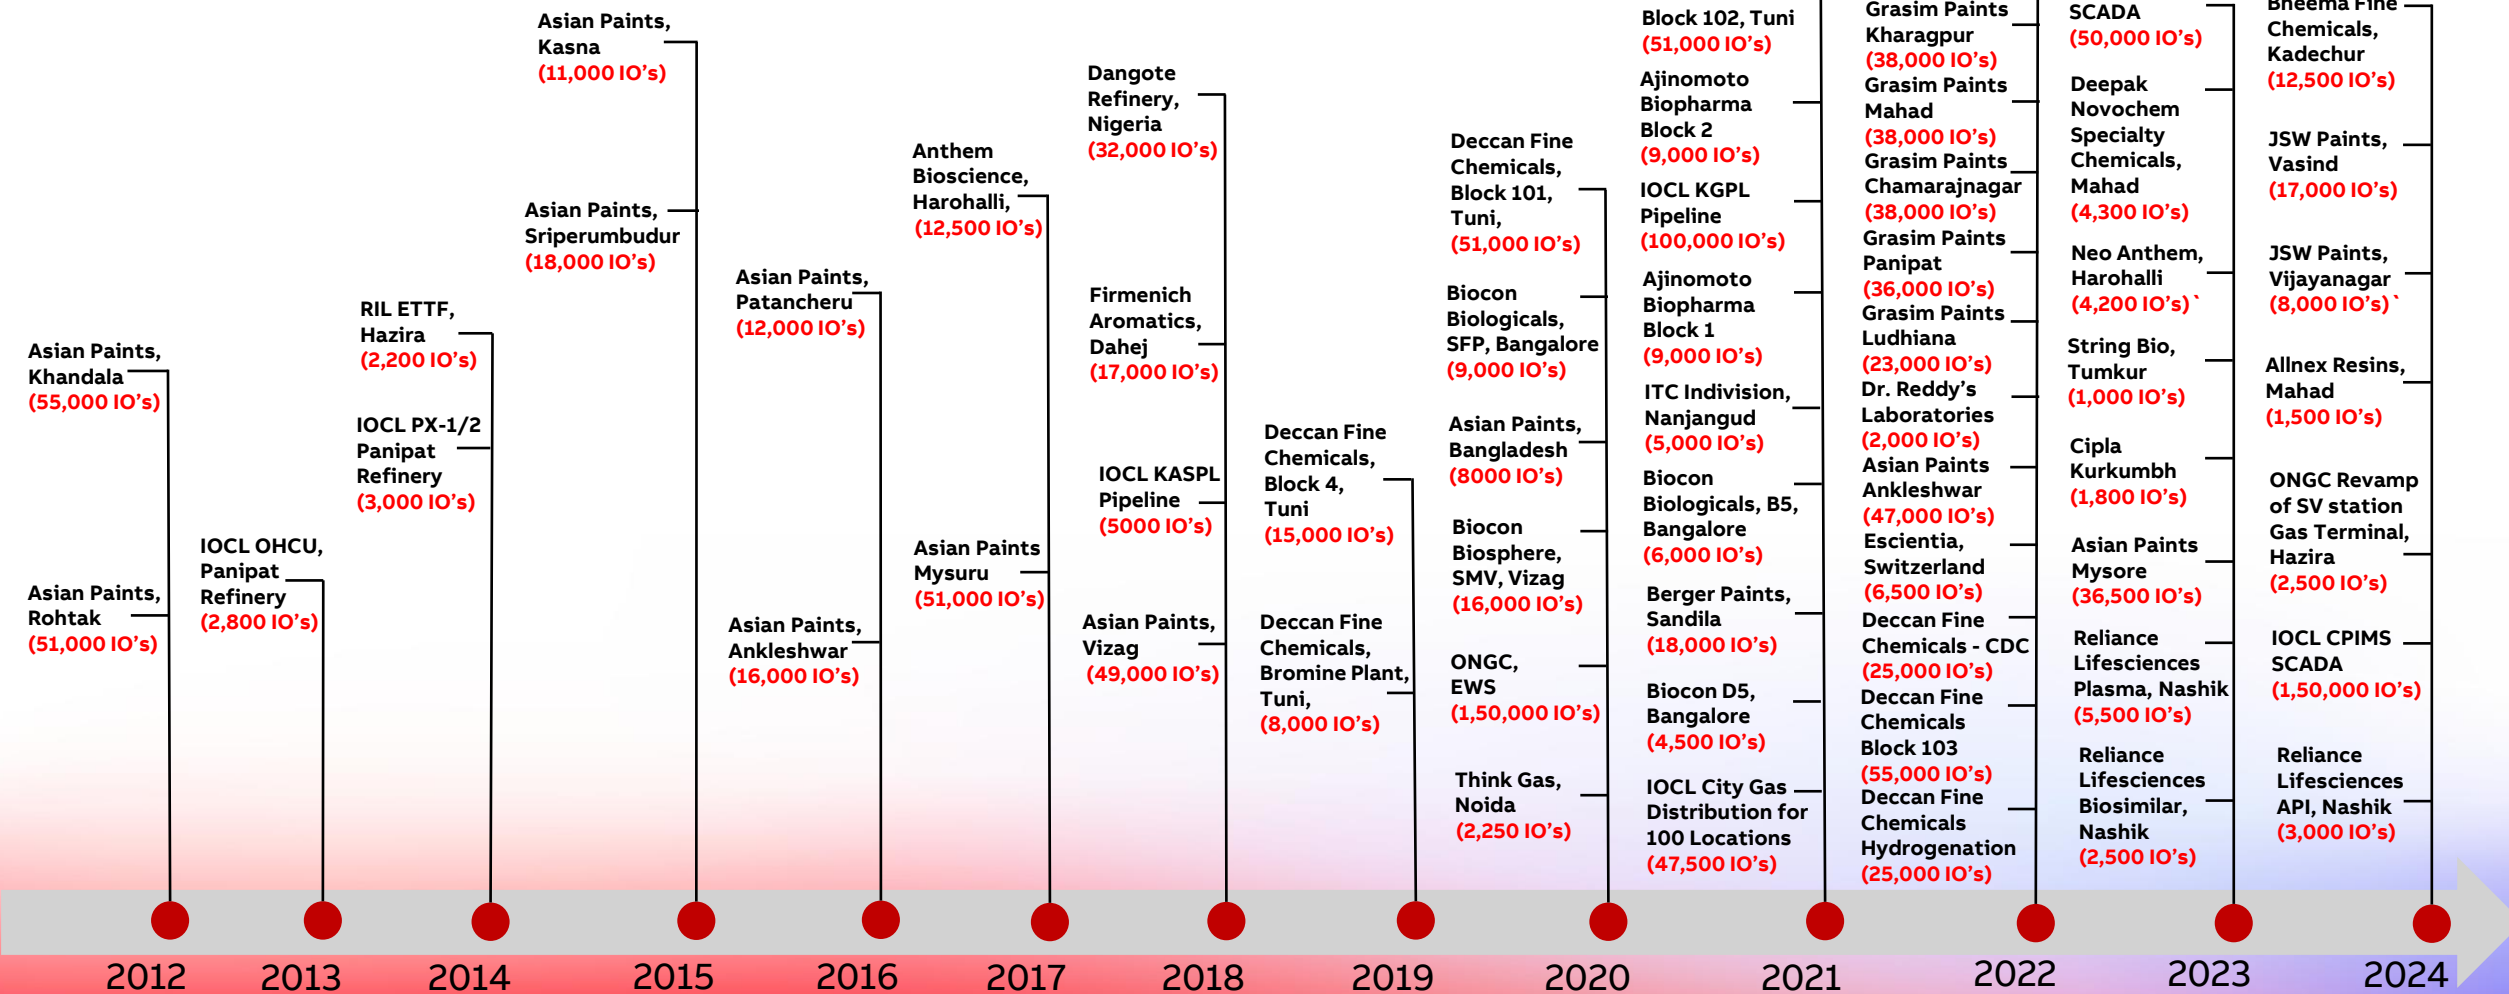 Asian Paints,
Khandala
(55,000 IO's)
Asian Paints,
Rohtak
(51,000 IO's)
IOCL OHCU,
Panipat
Refinery
(2,800 IO's)
RIL ETTF,
Hazira
(2,200 IO's)
IOCL PX-1/2
Panipat
Refinery
(3,000 IO's)
Asian Paints,
Kasna
(11,000 IO's)
Asian Paints,
Sriperumbudur
(18,000 IO's)
Asian Paints,
Patancheru
(12,000 IO's)
Asian Paints,
Ankleshwar
(16,000 IO's)
Anthem
Bioscience,
Harohalli,
(12,500 IO's)
Asian Paints
Mysuru
(51,000 IO's)
Dangote
Refinery,
Nigeria
(32,000 IO's)
Firmenich
Aromatics,
Dahej
(17,000 IO's)
IOCL KASPL
Pipeline
(5000 IO's)
Asian Paints,
Vizag
(49,000 IO's)
Deccan Fine
Chemicals,
Block 4,
Tuni
(15,000 IO's)
Deccan Fine
Chemicals,
Bromine Plant,
Tuni,
(8,000 IO's)
Deccan Fine
Chemicals,
Block 101,
Tuni,
(51,000 IO's)
Biocon
Biologicals,
SFP, Bangalore
(9,000 IO's)
Asian Paints,
Bangladesh
(8000 IO's)
Biocon
Biosphere,
SMV, Vizag
(16,000 IO's)
ONGC,
EWS
(1,50,000 IO's)
Think Gas,
Noida
(2,250 IO's)
Block 102, Tuni
(51,000 IO's)
Ajinomoto
Biopharma
Block 2
(9,000 IO's)
IOCL KGPL
Pipeline
(100,000 IO's)
Ajinomoto
Biopharma
Block 1
(9,000 IO's)
ITC Indivision,
Nanjangud
(5,000 IO's)
Biocon
Biologicals, B5,
Bangalore
(6,000 IO's)
Berger Paints,
Sandila
(18,000 IO's)
Biocon D5,
Bangalore
(4,500 IO's)
IOCL City Gas
Distribution for
100 Locations
(47,500 IO's)
Grasim Paints
Kharagpur
(38,000 IO's)
Grasim Paints
Mahad
(38,000 IO's)
Grasim Paints
Chamarajnagar
(38,000 IO's)
Grasim Paints
Panipat
(36,000 IO's)
Grasim Paints
Ludhiana
(23,000 IO's)
Dr. Reddy's
Laboratories
(2,000 IO's)
Asian Paints
Ankleshwar
(47,000 IO's)
Escientia,
Switzerland
(6,500 IO's)
Deccan Fine
Chemicals - CDC
(25,000 IO's)
Deccan Fine
Chemicals
Block 103
(55,000 IO's)
Deccan Fine
Chemicals
Hydrogenation
(25,000 IO's)
SCADA
(50,000 IO's)
Deepak
Novochem
Specialty
Chemicals,
Mahad
(4,300 IO's)
Neo Anthem,
Harohalli
(4,200 IO's)`
String Bio,
Tumkur
(1,000 IO's)
Cipla
Kurkumbh
(1,800 IO's)
Asian Paints
Mysore
(36,500 IO's)
Reliance
Lifesciences
Plasma, Nashik
(5,500 IO's)
Reliance
Lifesciences
Biosimilar,
Nashik
(2,500 IO's)
Bheema Fine
Chemicals,
Kadechur
(12,500 IO's)
JSW Paints,
Vasind
(17,000 IO's)
JSW Paints,
Vijayanagar
(8,000 IO's)`
Allnex Resins,
Mahad
(1,500 IO's)
ONGC Revamp
of SV station
Gas Terminal,
Hazira
(2,500 IO's)
IOCL CPIMS
SCADA
(1,50,000 IO's)
Reliance
Lifesciences
API, Nashik
(3,000 IO's)
2012 2013 2014 2015 2016 2017 2018 2019 2020 2021 2022 2023 2024